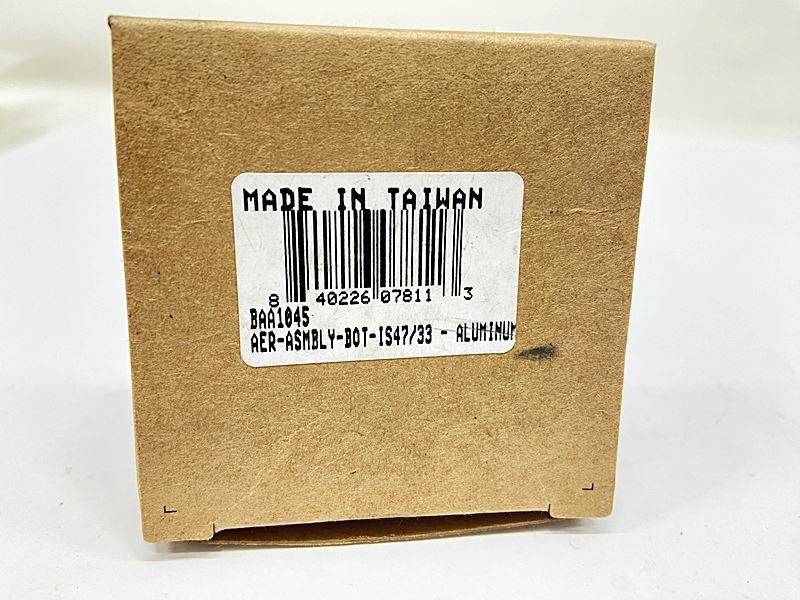 MADE IN TAIWAN
8 40226 07811 3
BAA1045
AER-ASMBLY-BOT-IS47/33 - ALUMINUM